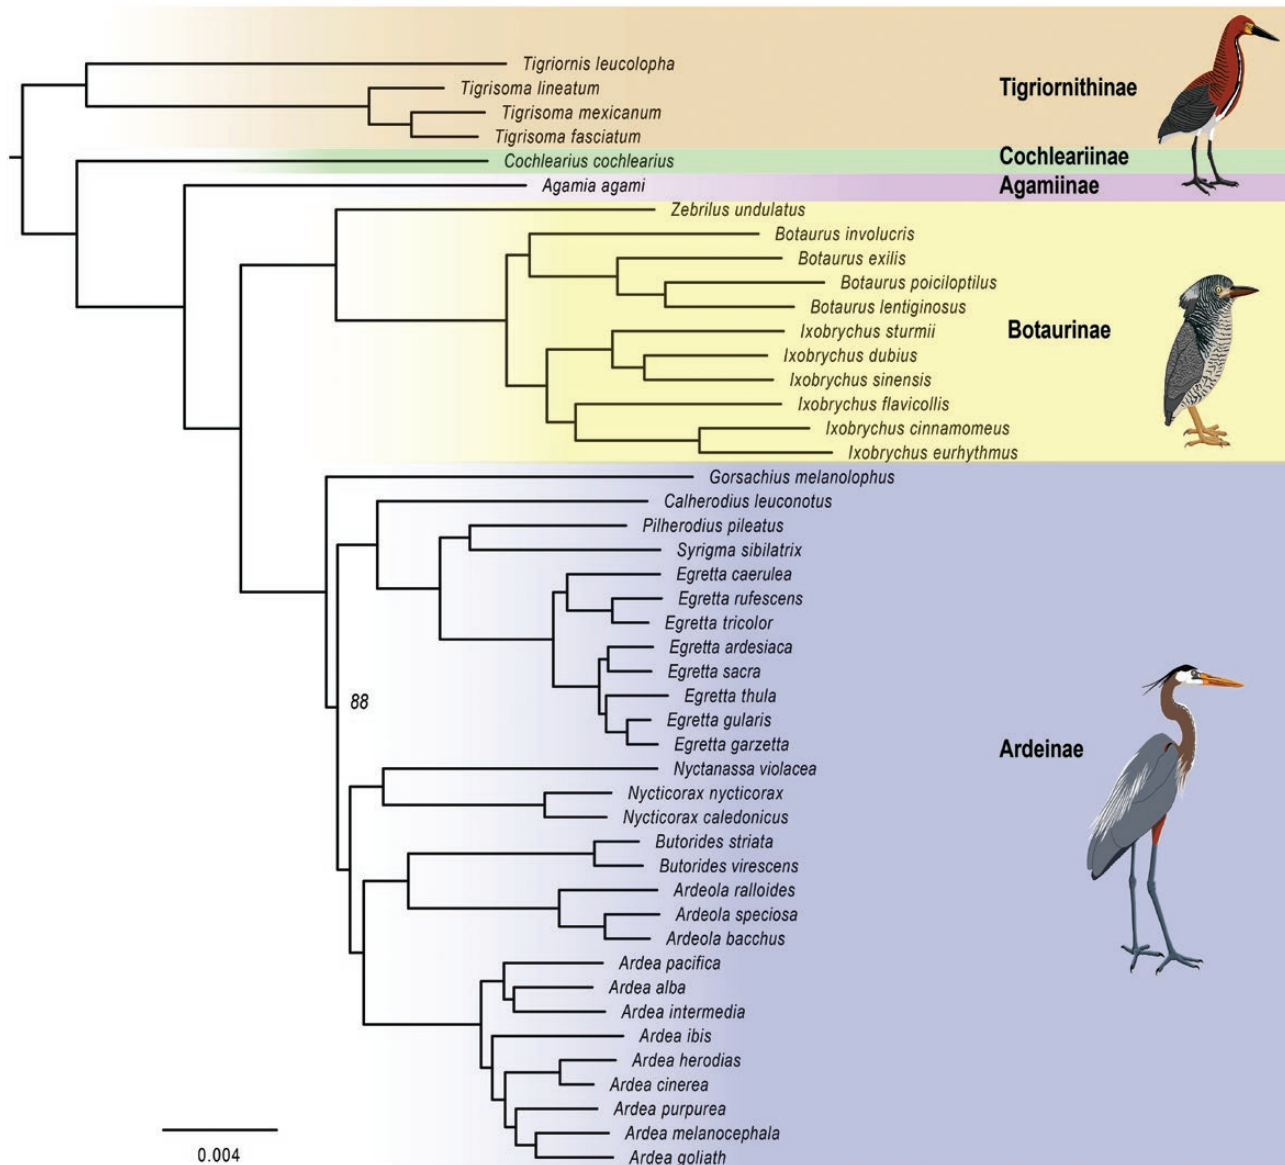 Tigriornis leucolopha
Tigrisoma lineatum
Tigriornithinae
Tigrisoma mexicanum
Tigrisoma fasciatum
Cochlearius cochlearius
Cochleariinae
Agamia agami
Agamiinae
Zebrilus undulatus
Botaurus involucris
Botaurus exilis
Botaurus poiciloptilus
Botaurus lentiginosus
Ixobrychus sturmii
Botaurinae
Ixobrychus dubius
Ixobrychus sinensis
Ixobrychus flavicollis
Ixobrychus cinnamomeus
Ixobrychus eurhythmus
Gorsachius melanolophus
Calherodius leuconotus
Pilherodius pileatus
Syrigma sibilatrix
Egretta caerulea
Egretta rufescens
Egretta tricolor
Egretta ardesiaca
Egretta sacra
Egretta thula
88
Egretta gularis
Egretta garzetta
Ardeinae
Nyctanassa violacea
Nycticorax nycticorax
Nycticorax caledonicus
Butorides striata
Butorides virescens
Ardeola ralloides
Ardeola speciosa
Ardeola bacchus
Ardea pacifica
Ardea alba
Ardea intermedia
Ardea ibis
Ardea herodias
Ardea cinerea
Ardea purpurea
Ardea melanocephala
Ardea goliath
0.004